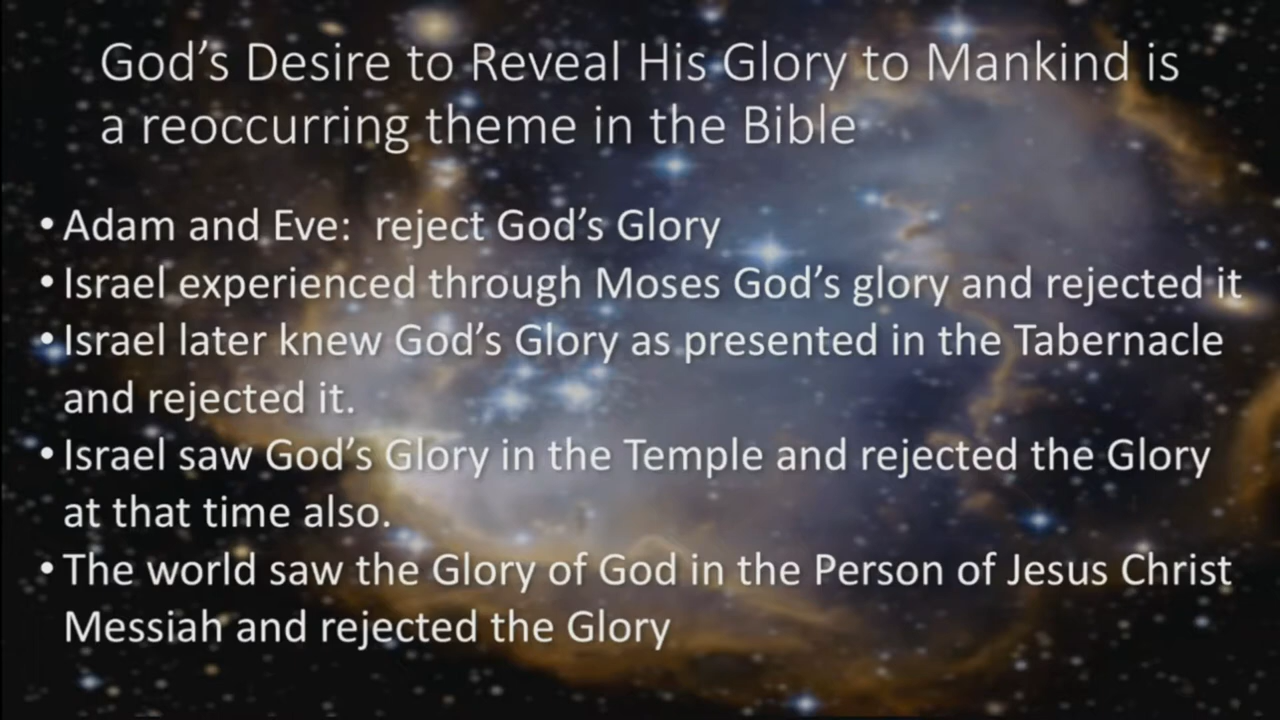 God’s Desire to Reveal His Glory to Mankind is
a reoccurring theme in the Bible
• Adam and Eve:  reject God’s Glory
• Israel experienced through Moses God’s glory and rejected it
• Israel later knew God’s Glory as presented in the Tabernacle
and rejected it.
• Israel saw God’s Glory in the Temple and rejected the Glory
at that time also.
• The world saw the Glory of God in the Person of Jesus Christ
Messiah and rejected the Glory